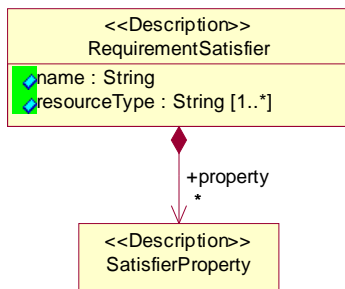 <<Description>>
RequirementSatisfier
name : String
resourceType : String [1..*]
+property
*
<<Description>>
SatisfierProperty